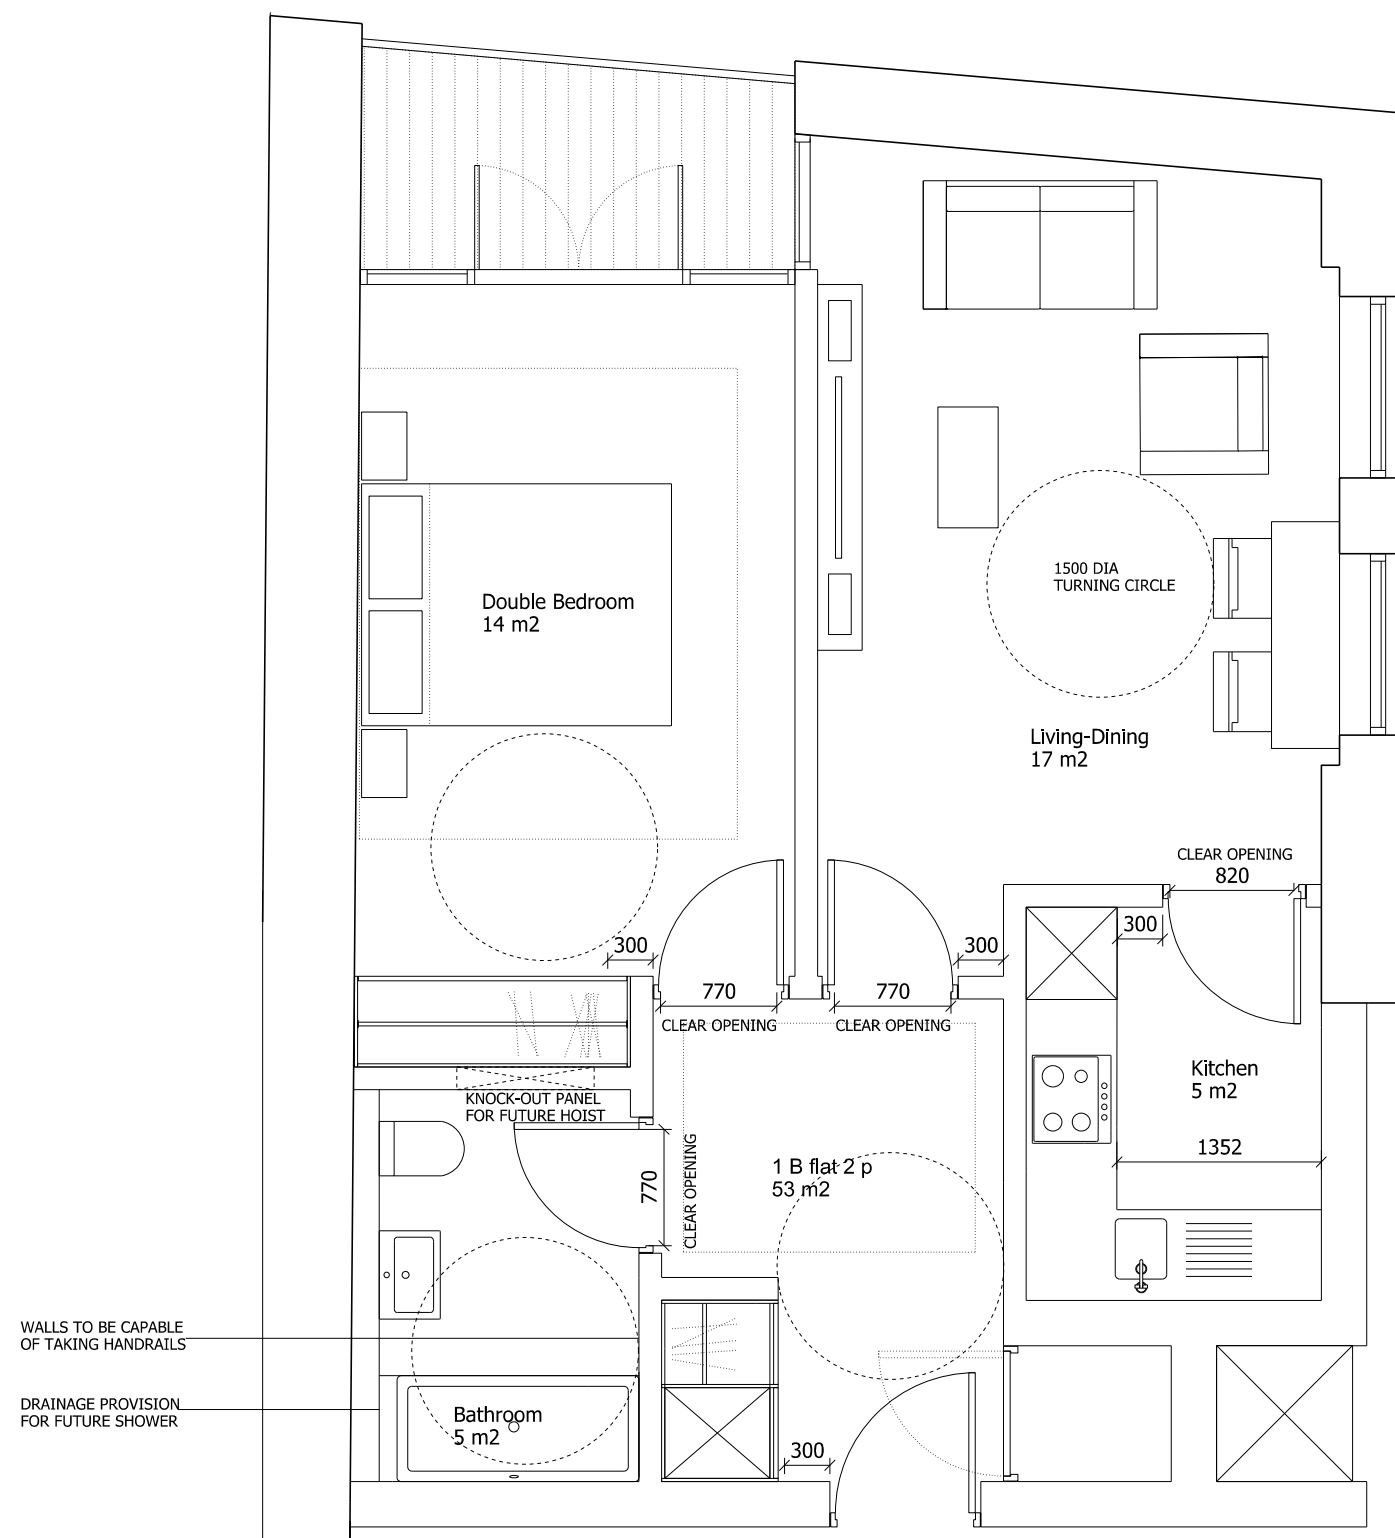 Double Bedroom
14 m2
1500 DIA
TURNING CIRCLE
Living-Dining
17 m2
CLEAR OPENING
820
300
300
300
770
770
CLEAR OPENING
CLEAR OPENING
Kitchen
5 m2
KNOCK-OUT PANEL
FOR FUTURE HOIST
770
CLEAR OPENING
1352
1 B flat 2 p
53 m2
WALLS TO BE CAPABLE
OF TAKING HANDRAILS
DRAINAGE PROVISION
FOR FUTURE SHOWER
Bathroom
5 m2
300